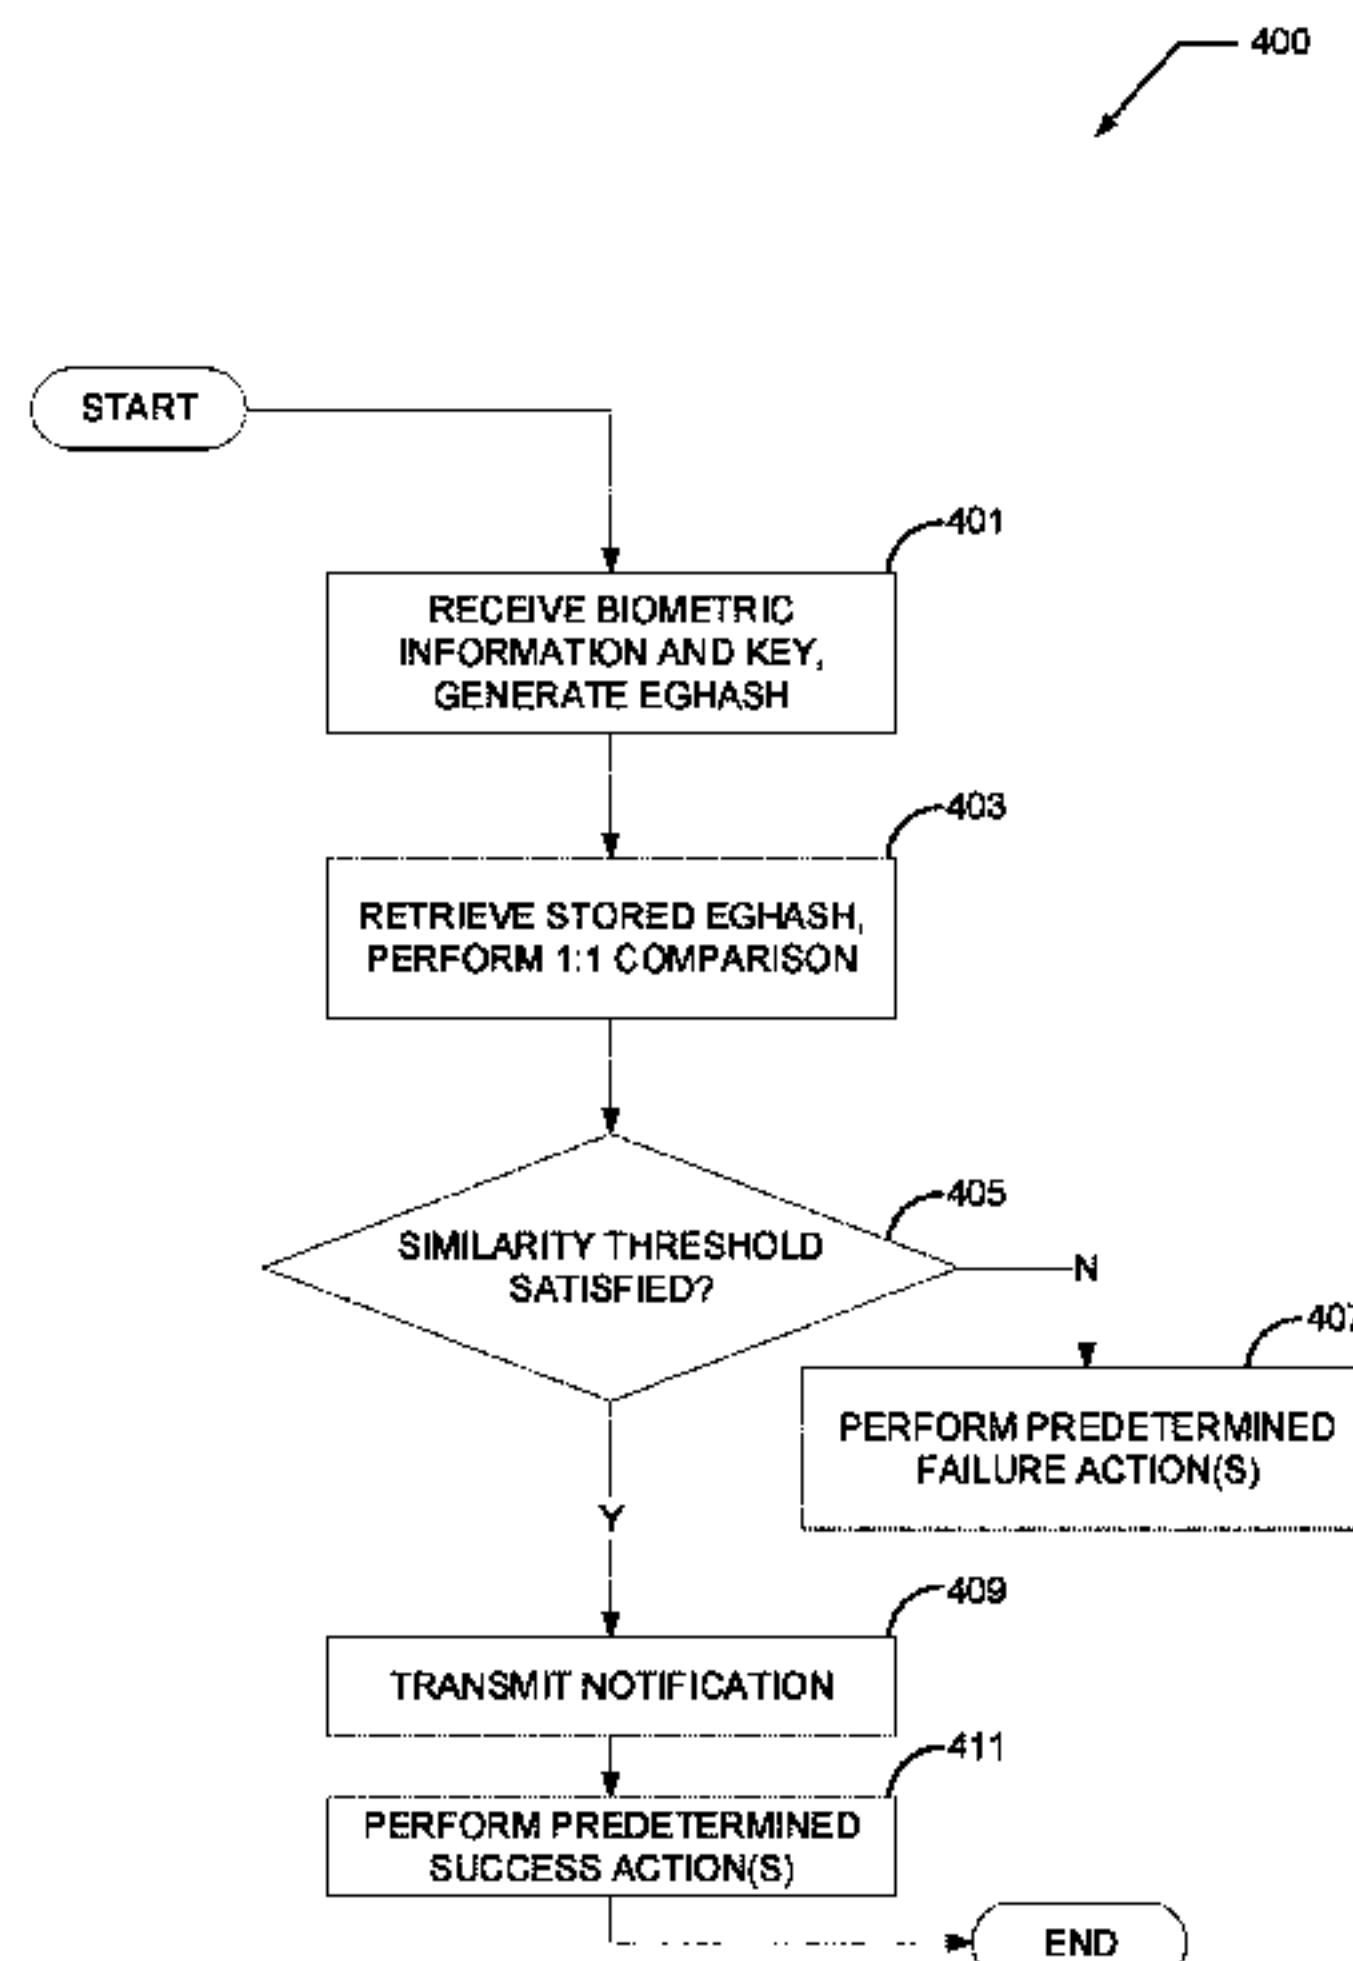 400
START
401
RECEIVE BIOMETRIC
INFORMATION AND KEY,
GENERATE EGHASH
403
RETRIEVE STORED EGHASH,
PERFORM 1:1 COMPARISON
405
SIMILARITY THRESHOLD
SATISFIED?
N
407
PERFORM PREDETERMINED
FAILURE ACTION(S)
Y
409
TRANSMIT NOTIFICATION
411
PERFORM PREDETERMINED
SUCCESS ACTION(S)
END